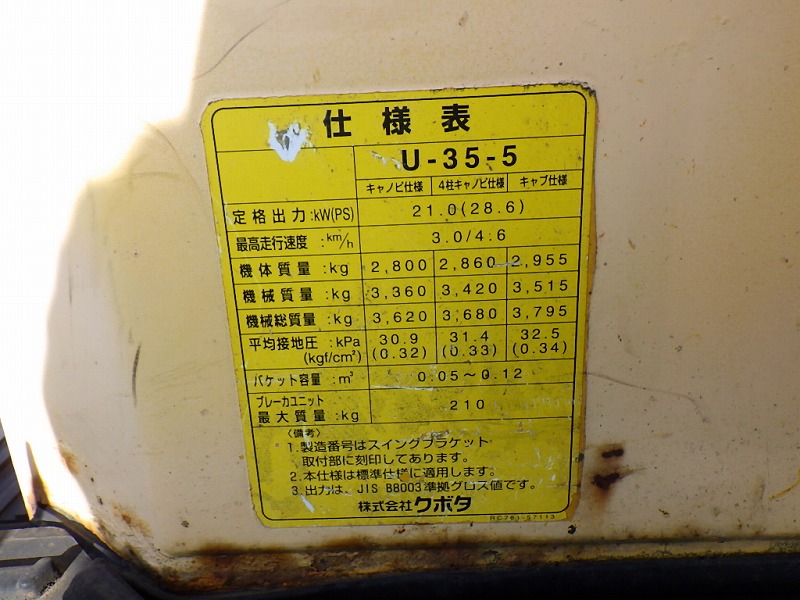 仕様表
U-35-5
キャノピ仕様 4柱キャノピ仕様 キャブ仕様
定格出力:kW(PS) 21.0(28.6)
最高走行速度:km/h 3.0/4.6
機体質量:kg 2,800 2,860 2,955
機械質量:kg 3,360 3,420 3,515
機械総質量:kg 3,620 3,680 3,795
平均接地圧:kPa 30.9 31.4 32.5
(kgf/cm²) (0.32) (0.33) (0.34)
バケット容量:m³ 0.05～0.12
ブレーカユニット
最大質量:kg 210
〈備考〉
1.製造番号はスイングブラケット
取付部に刻印してあります。
2.本仕様は標準仕様に適用します。
3.出力は、JIS B8003準拠グロス値です。
株式会社クボタ
RC761-57113